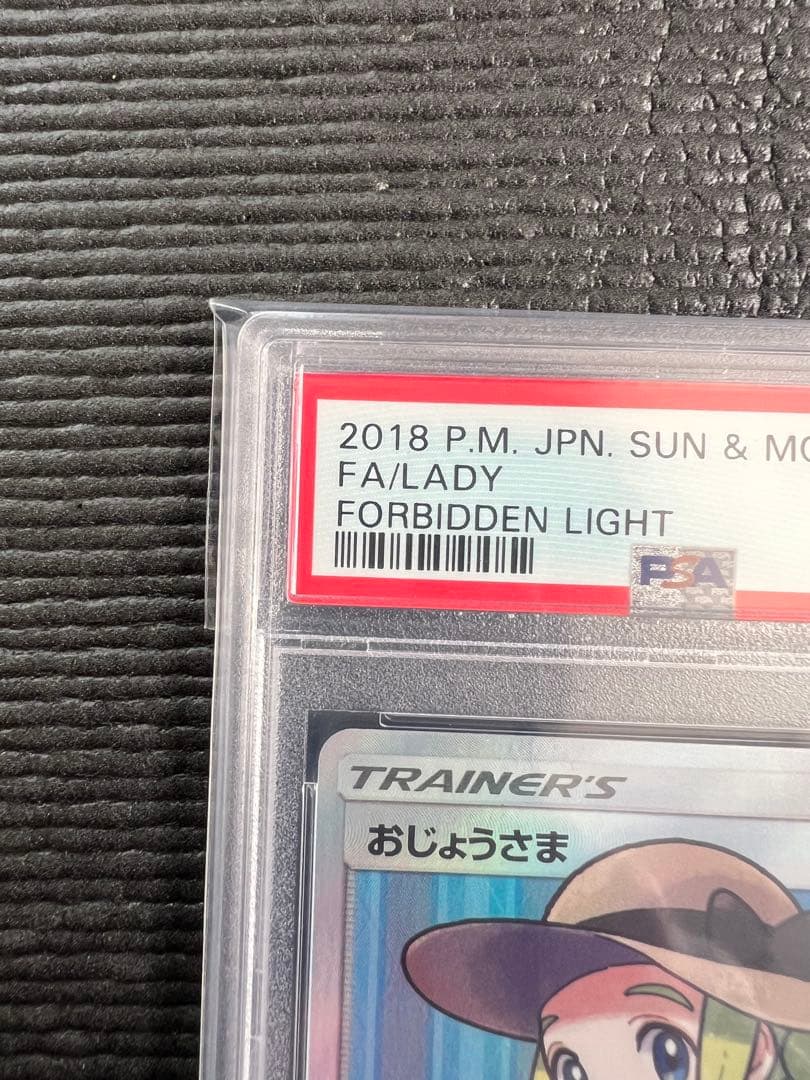 2018 P.M. JPN. SUN & MO
FA/LADY
FORBIDDEN LIGHT
PSA
TRAINER'S
おじょうさま